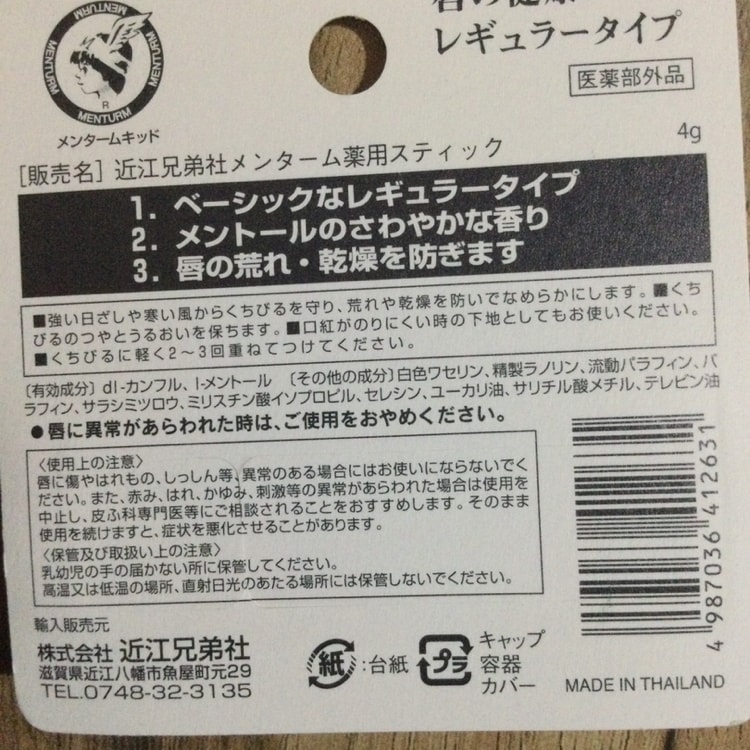 MENTURM MENTURM MENTURM
R
メンタームキッド
レギュラータイプ
医薬部外品
4g
[販売名] 近江兄弟社メンターム薬用スティック
1. ベーシックなレギュラータイプ
2. メントールのさわやかな香り
3. 唇の荒れ・乾燥を防ぎます
■強い日ざしや寒い風からくちびるを守り、荒れや乾燥を防いでなめらかにします。■くち
びるのつやとうるおいを保ちます。■口紅がのりにくい時の下地としてもお使いください。
■くちびるに軽く2〜3回重ねてつけてください。
〔有効成分〕dl-カンフル、l-メントール 〔その他の成分〕白色ワセリン、精製ラノリン、流動パラフィン、パ
ラフィン、サラシミツロウ、ミリスチン酸イソプロピル、セレシン、ユーカリ油、サリチル酸メチル、テレビン油
●唇に異常があらわれた時は、ご使用をおやめください。
〈使用上の注意〉
唇に傷やはれもの、しっしん等、異常のある場合にはお使いにならないでく
ださい。また、赤み、はれ、かゆみ、刺激等の異常があらわれた場合は使用を
中止し、皮ふ科専門医等にご相談されることをおすすめします。そのまま
使用を続けますと、症状を悪化させることがあります。
〈保管及び取扱い上の注意〉
乳幼児の手の届かない所に保管してください。
高温又は低温の場所、直射日光のあたる場所には保管しないでください。
4 987036 412631
輸入販売元
株式会社 近江兄弟社
滋賀県近江八幡市魚屋町元29
TEL.0748-32-3135
紙:台紙
プラ:キャップ
容器
カバー
MADE IN THAILAND